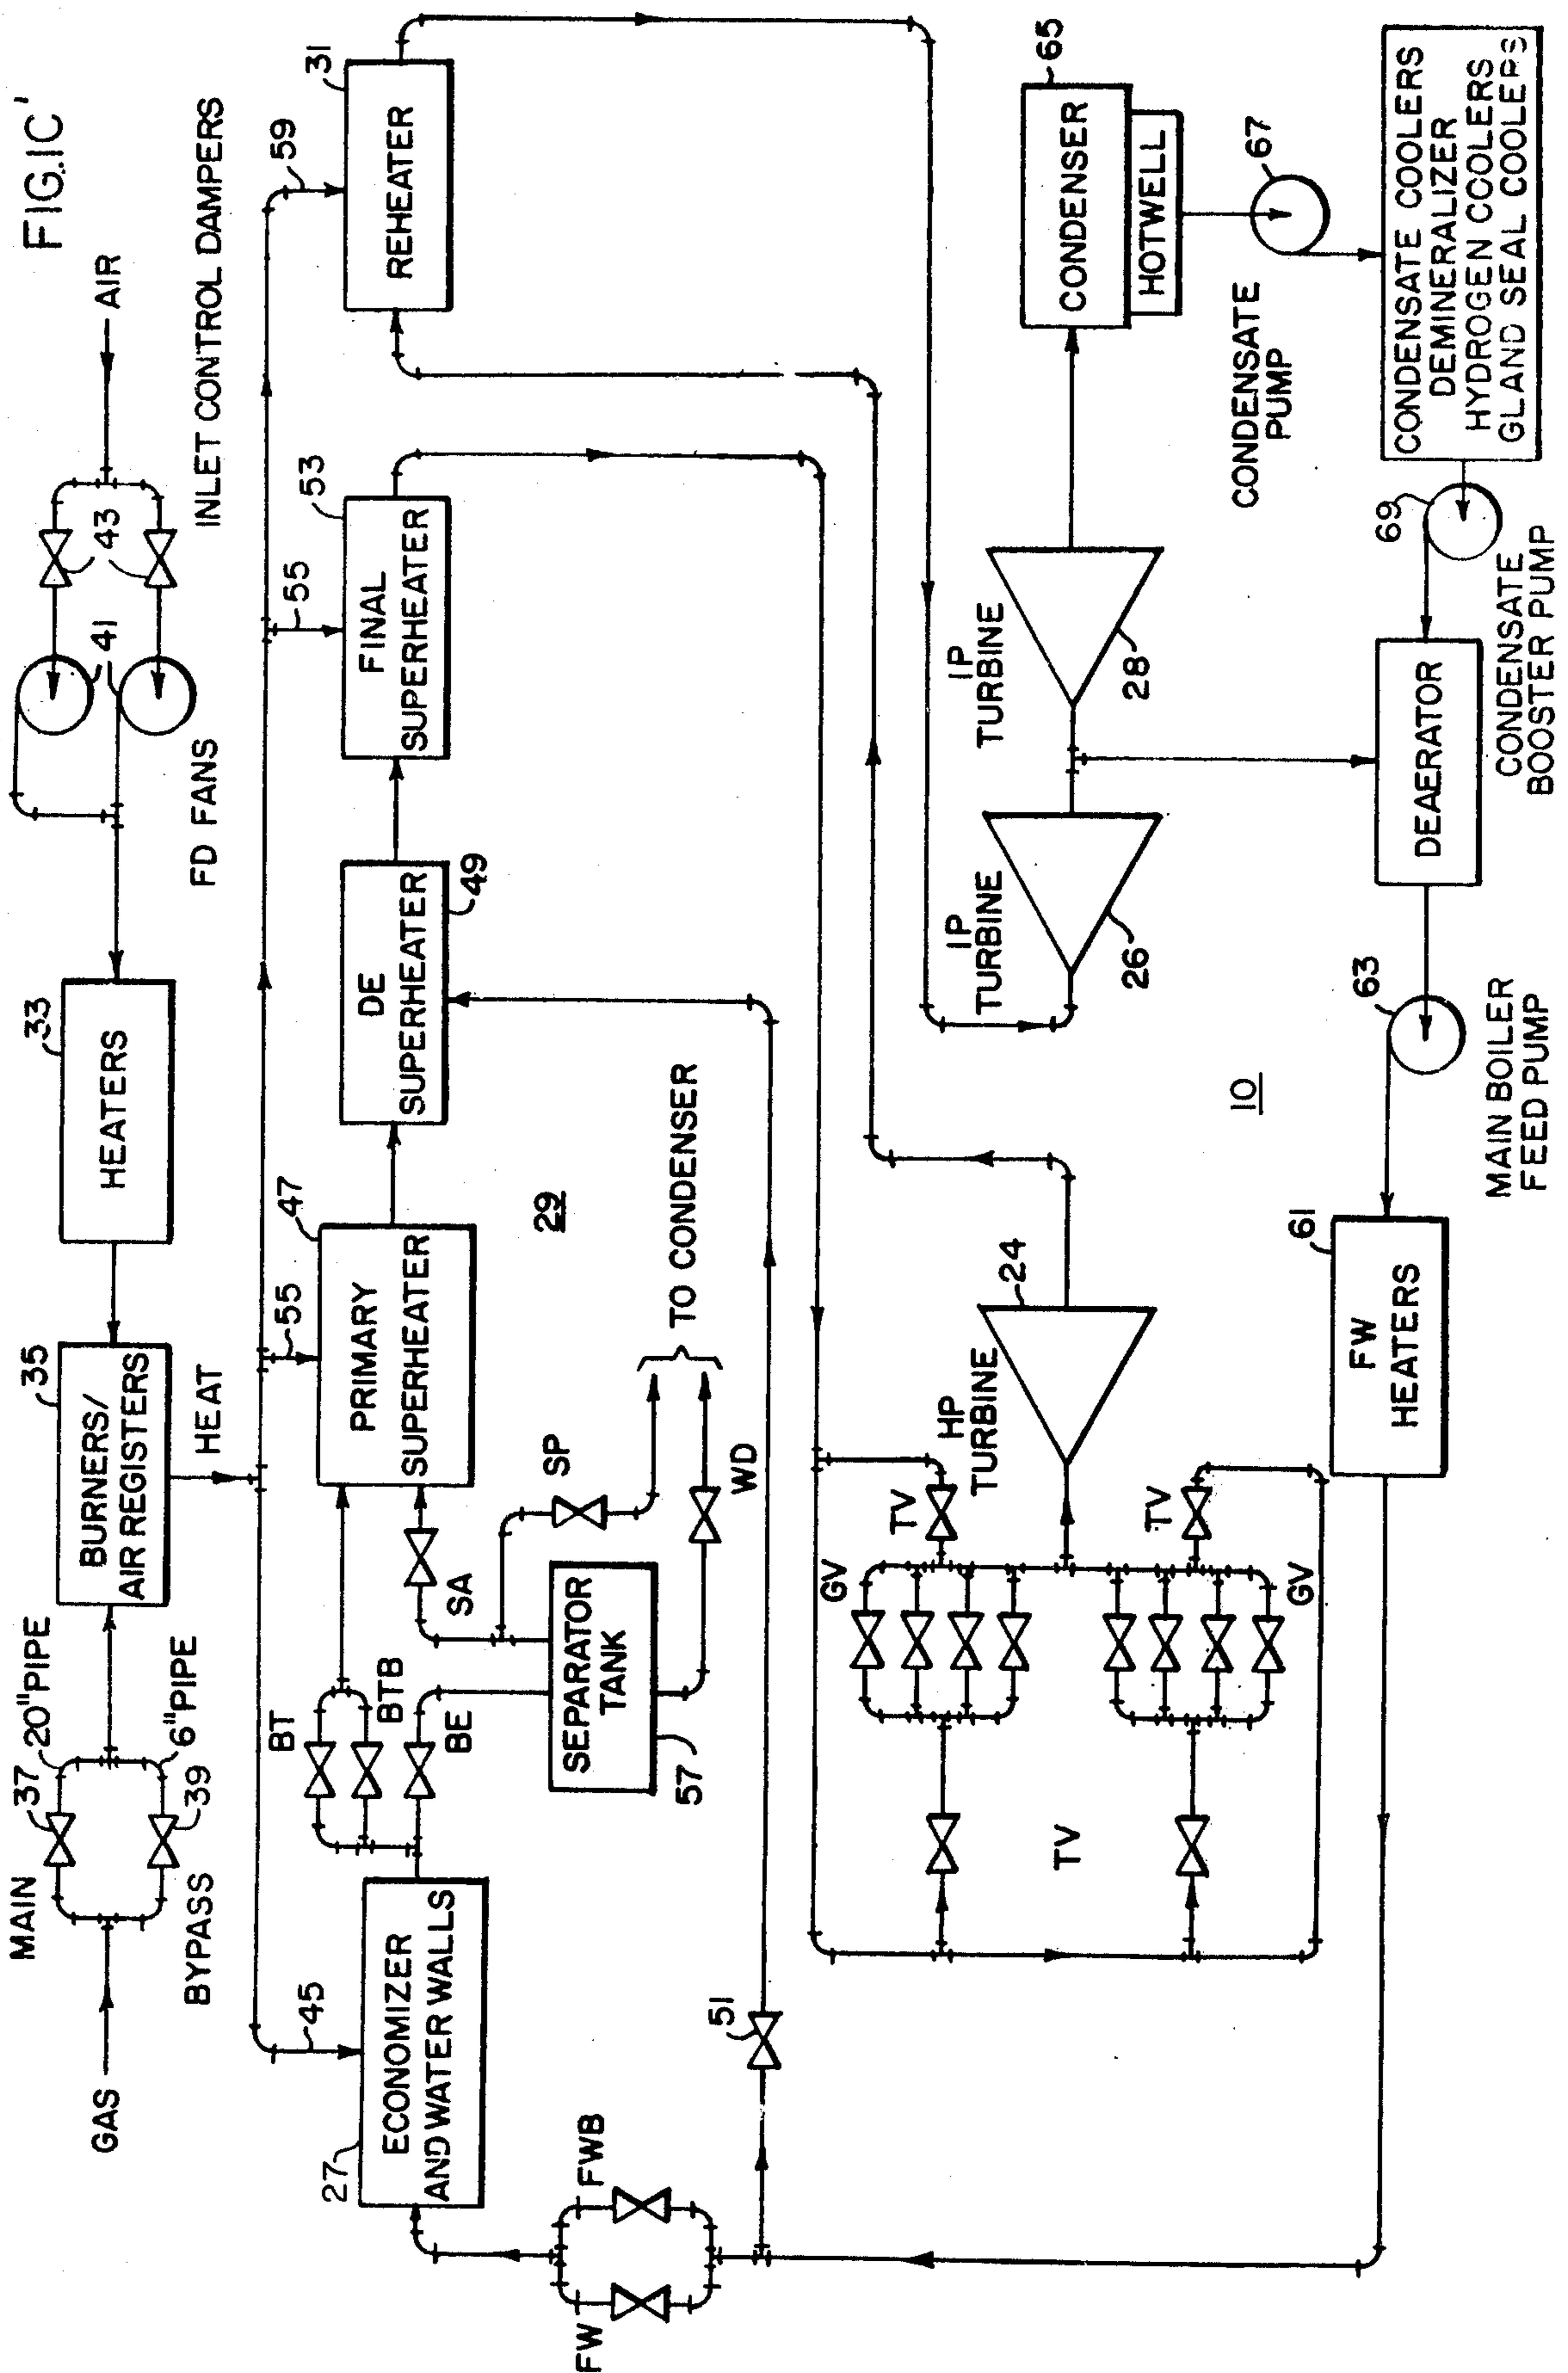 FIG.1C'
MAIN
37
20"PIPE
GAS
BYPASS
39
6"PIPE
35
BURNERS/
AIR REGISTERS
HEAT
33
HEATERS
FD FANS
41
43
AIR
INLET CONTROL DAMPERS
45
27
ECONOMIZER
AND WATER WALLS
BT
BTB
BE
SA
SP
WD
TO CONDENSER
SEPARATOR
TANK
57
55
47
PRIMARY
SUPERHEATER
29
DE
SUPERHEATER
49
55
53
FINAL
SUPERHEATER
59
31
REHEATER
FW
FWB
51
TV
GV
TV
TV
GV
HP
TURBINE
24
IP
TURBINE
26
IP
TURBINE
28
65
CONDENSER
HOTWELL
CONDENSATE
PUMP
67
10
61
FW
HEATERS
63
MAIN BOILER
FEED PUMP
DEAERATOR
69
CONDENSATE
BOOSTER PUMP
CONDENSATE COOLERS
DEMINERALIZER
HYDROGEN COOLERS
GLAND SEAL COOLERS